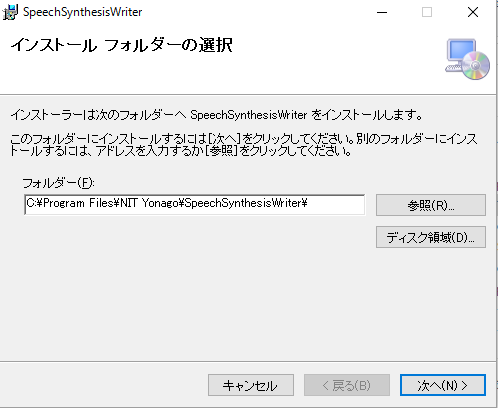 SpeechSynthesisWriter
インストール フォルダーの選択
インストーラーは次のフォルダーへ SpeechSynthesisWriter をインストールします。
このフォルダーにインストールするには[次へ]をクリックしてください。別のフォルダーにインス
トールするには、アドレスを入力するか[参照]をクリックしてください。
フォルダー(F):
C:¥Program Files¥NIT Yonago¥SpeechSynthesisWriter¥
参照(R)...
ディスク領域(D)...
キャンセル
< 戻る(B)
次へ(N) >